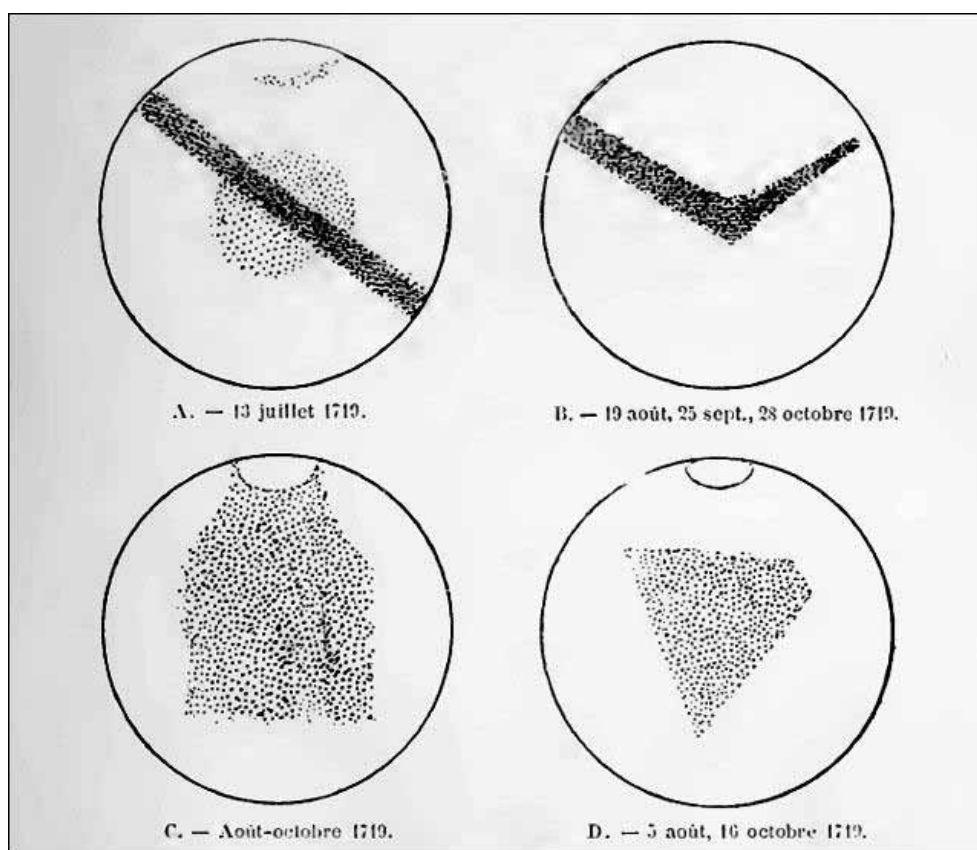 A. — 13 juillet 1719.
B. — 19 août, 25 sept., 28 octobre 1719.
C. — Août-octobre 1719.
D. — 5 août, 16 octobre 1719.